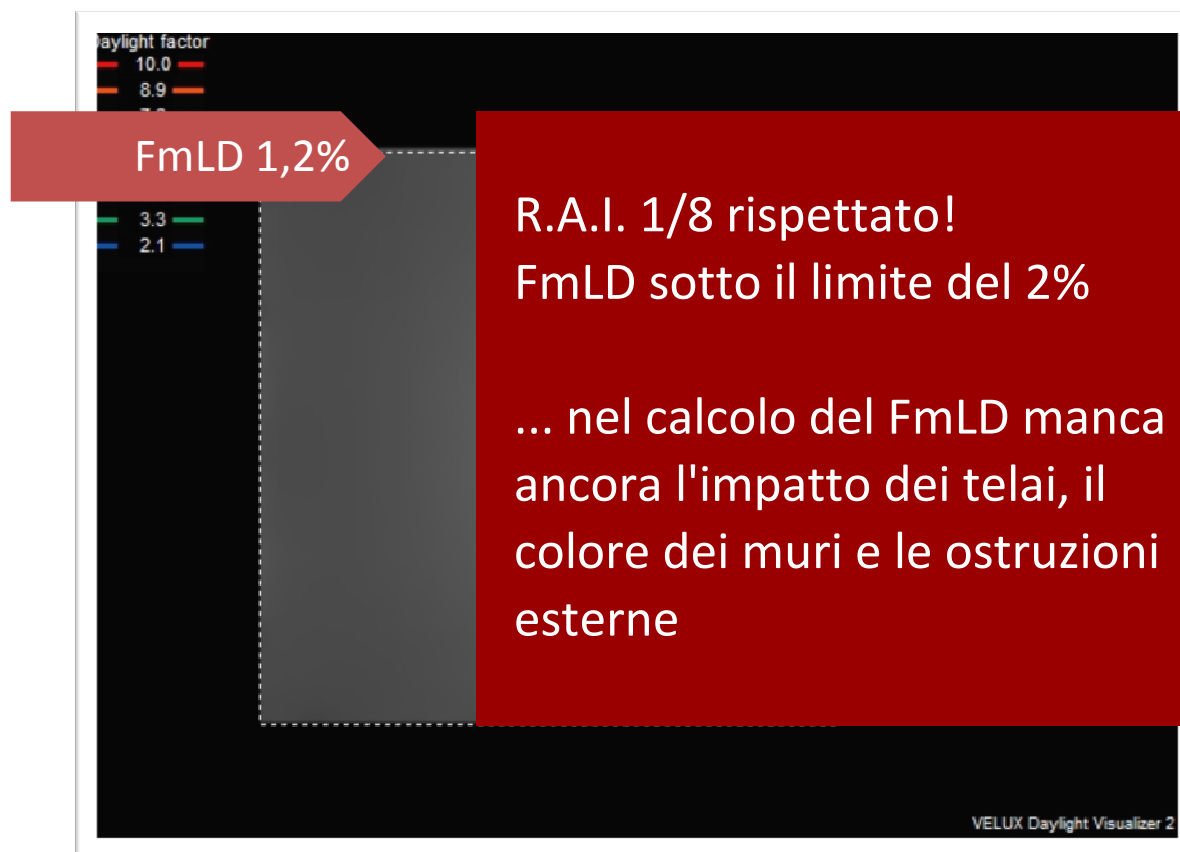 aylight factor
10.0
8.9
FmLD 1,2%
3.3
2.1
R.A.I. 1/8 rispettato!
FmLD sotto il limite del 2%
... nel calcolo del FmLD manca
ancora l'impatto dei telai, il
colore dei muri e le ostruzioni
esterne
VELUX Daylight Visualizer 2